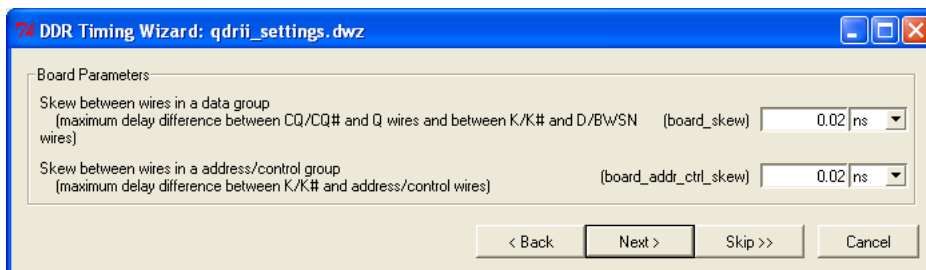 DDR Timing Wizard: qdrii_settings.dwz
Board Parameters
Skew between wires in a data group
(maximum delay difference between CQ/CQ# and Q wires and between K/K# and D/BWSN (board_skew) 0.02 ns
wires)
Skew between wires in a address/control group
(maximum delay difference between K/K# and address/control wires) (board_addr_ctrl_skew) 0.02 ns
< Back Next > Skip >> Cancel